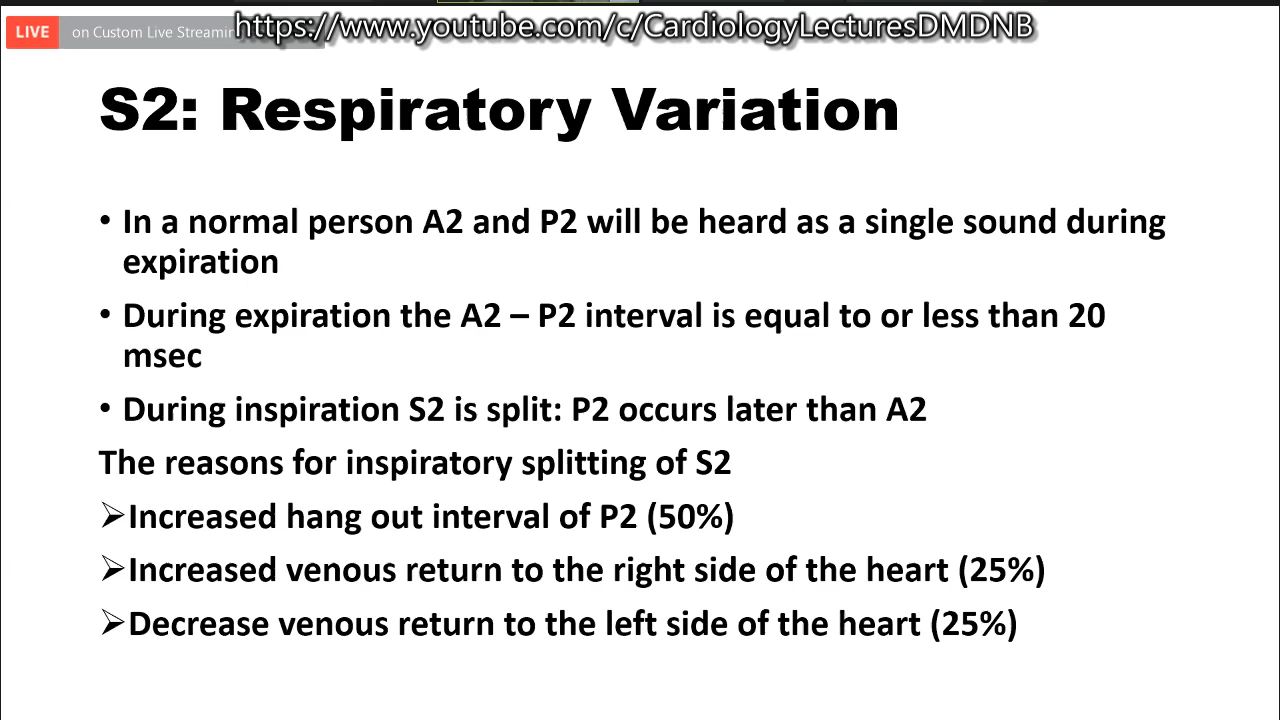 LIVE on Custom Live Streamin https://www.youtube.com/c/CardiologyLecturesDMDNB
S2: Respiratory Variation
• In a normal person A2 and P2 will be heard as a single sound during
expiration
• During expiration the A2 – P2 interval is equal to or less than 20
msec
• During inspiration S2 is split: P2 occurs later than A2
The reasons for inspiratory splitting of S2
➢Increased hang out interval of P2 (50%)
➢Increased venous return to the right side of the heart (25%)
➢Decrease venous return to the left side of the heart (25%)